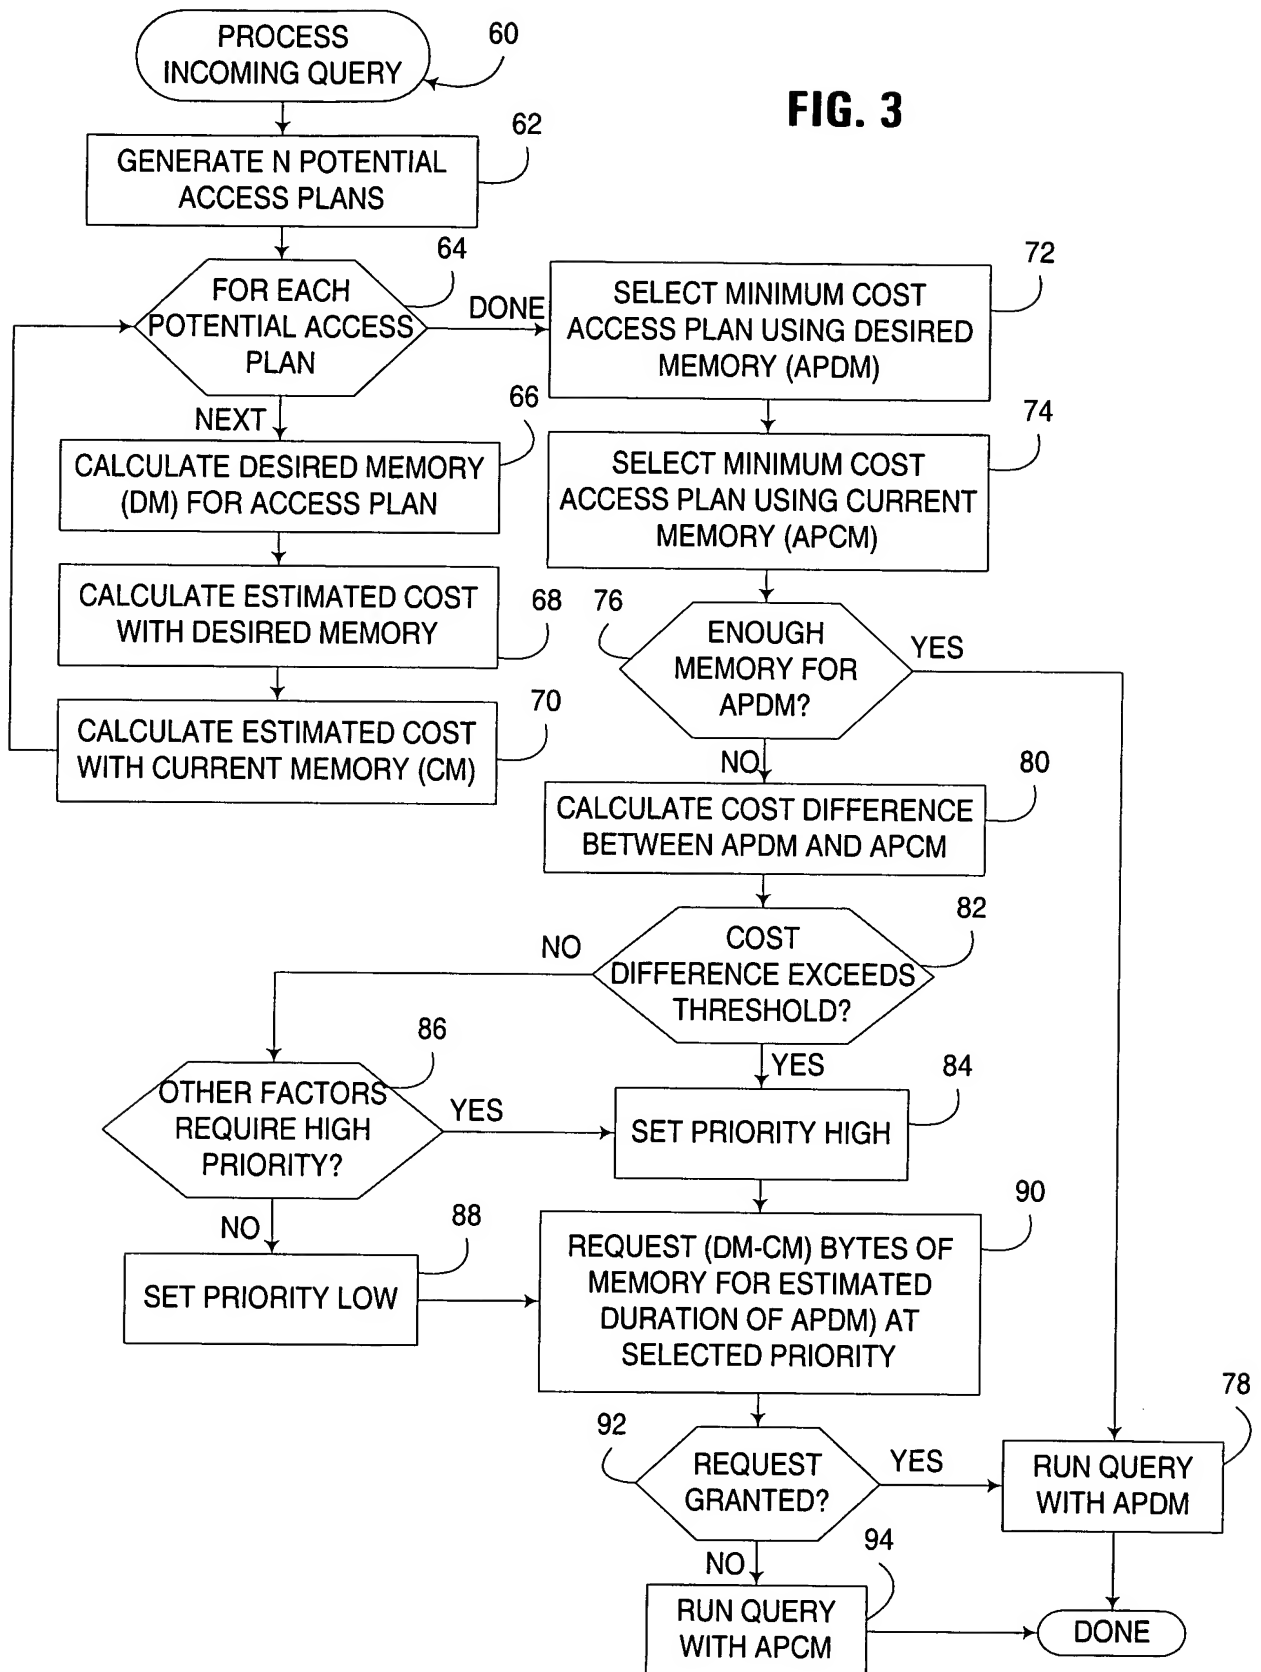 PROCESS
INCOMING QUERY
60
FIG. 3
GENERATE N POTENTIAL
ACCESS PLANS
62
FOR EACH
POTENTIAL ACCESS
PLAN
64
DONE
NEXT
CALCULATE DESIRED MEMORY
(DM) FOR ACCESS PLAN
66
CALCULATE ESTIMATED COST
WITH DESIRED MEMORY
68
CALCULATE ESTIMATED COST
WITH CURRENT MEMORY (CM)
70
SELECT MINIMUM COST
ACCESS PLAN USING DESIRED
MEMORY (APDM)
72
SELECT MINIMUM COST
ACCESS PLAN USING CURRENT
MEMORY (APCM)
74
ENOUGH
MEMORY FOR
APDM?
76
YES
NO
CALCULATE COST DIFFERENCE
BETWEEN APDM AND APCM
80
COST
DIFFERENCE EXCEEDS
THRESHOLD?
82
NO
YES
OTHER FACTORS
REQUIRE HIGH
PRIORITY?
86
YES
NO
SET PRIORITY HIGH
84
SET PRIORITY LOW
88
REQUEST (DM-CM) BYTES OF
MEMORY FOR ESTIMATED
DURATION OF APDM) AT
SELECTED PRIORITY
90
REQUEST
GRANTED?
92
YES
NO
RUN QUERY
WITH APDM
78
RUN QUERY
WITH APCM
94
DONE